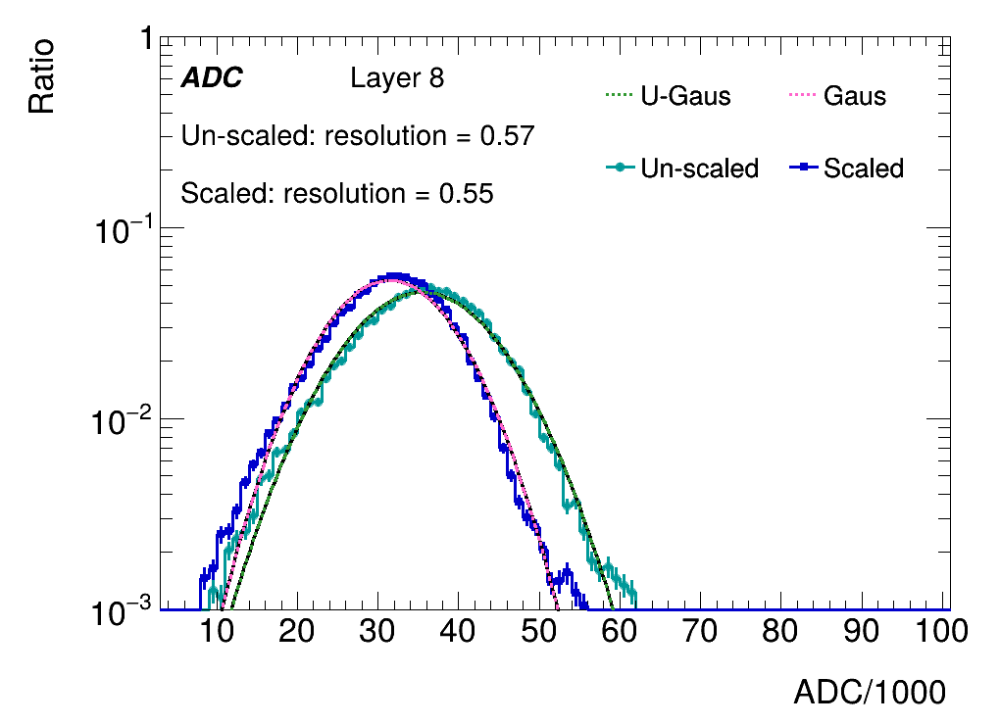 Ratio
1
10⁻¹
10⁻²
10⁻³
ADC Layer 8
Un-scaled: resolution = 0.57
Scaled: resolution = 0.55
U-Gaus Gaus
Un-scaled Scaled
10 20 30 40 50 60 70 80 90 100
ADC/1000